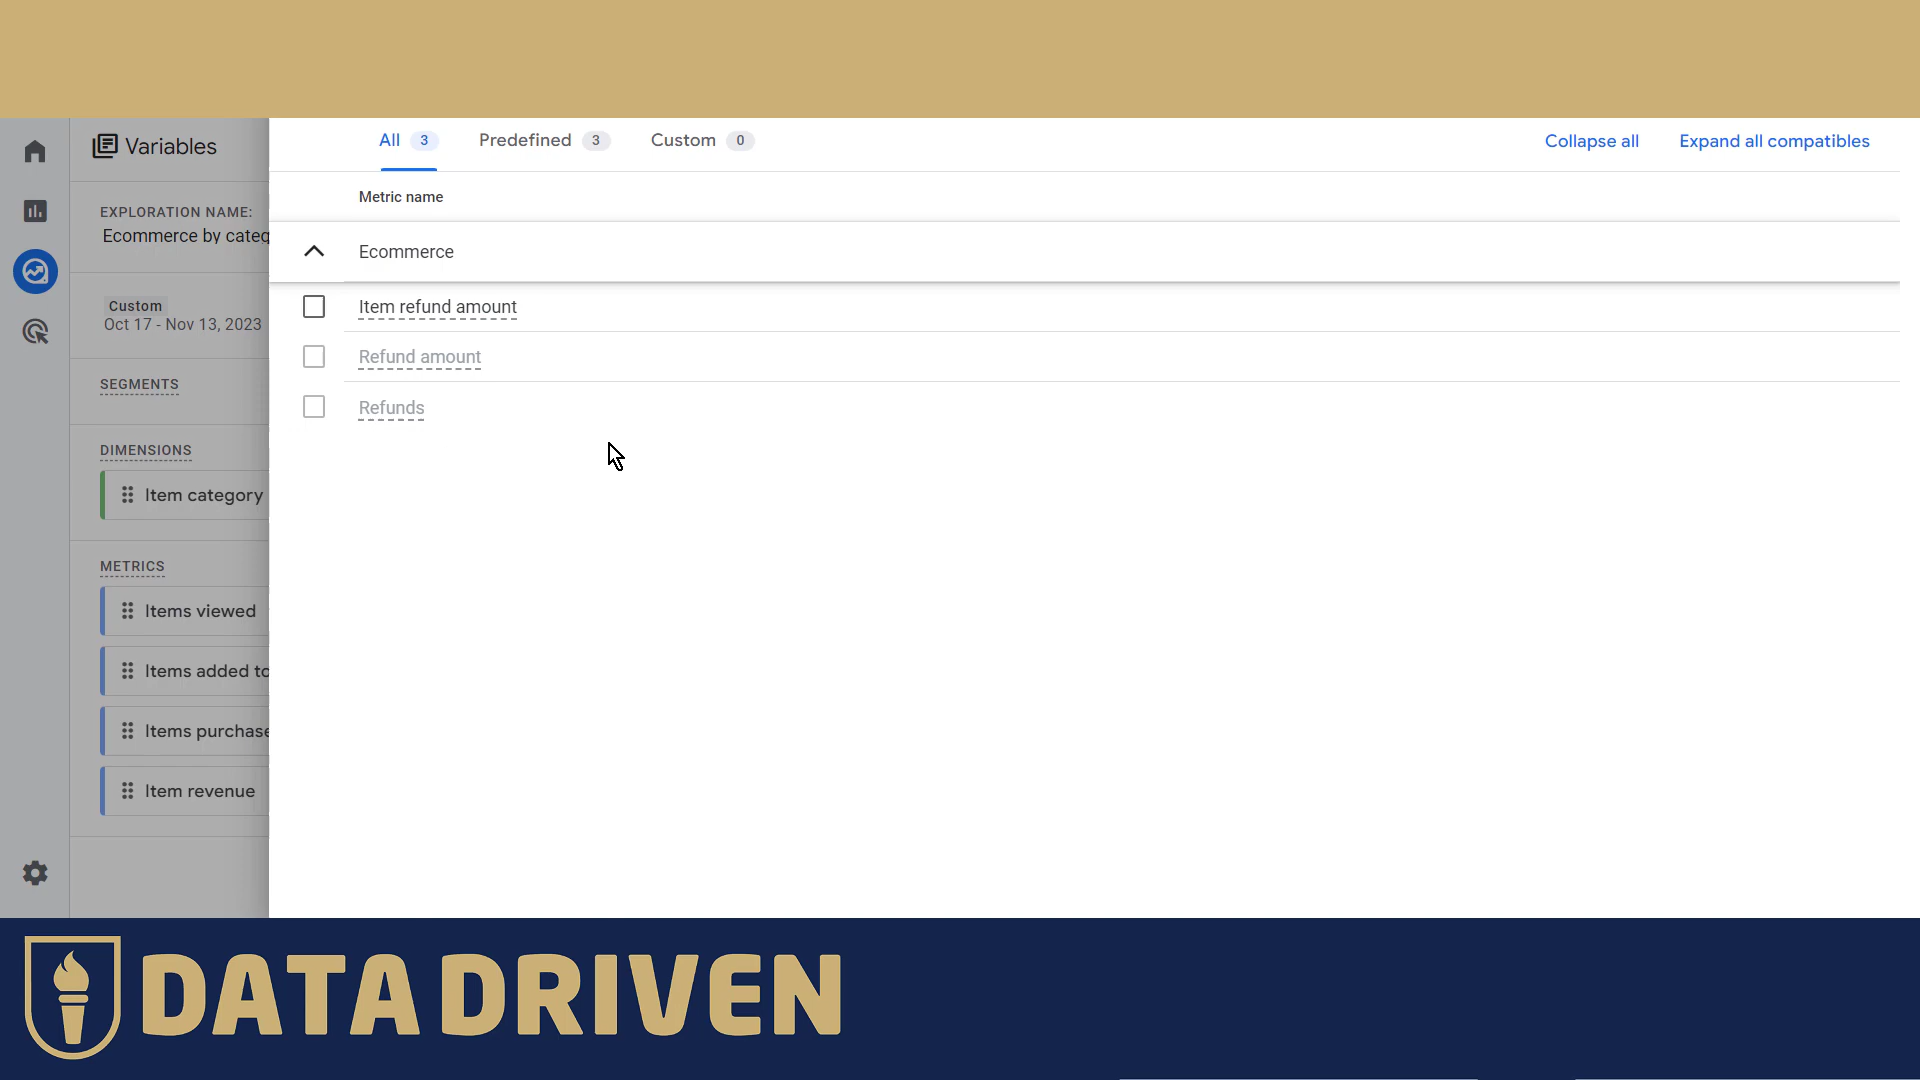 Variables
EXPLORATION NAME:
Ecommerce by categ
Custom
Oct 17 - Nov 13, 2023
SEGMENTS
DIMENSIONS
Item category
METRICS
Items viewed
Items added to
Items purchase
Item revenue
All 3 Predefined 3 Custom 0 Collapse all Expand all compatibles
Metric name
Ecommerce
Item refund amount
Refund amount
Refunds
DATA DRIVEN